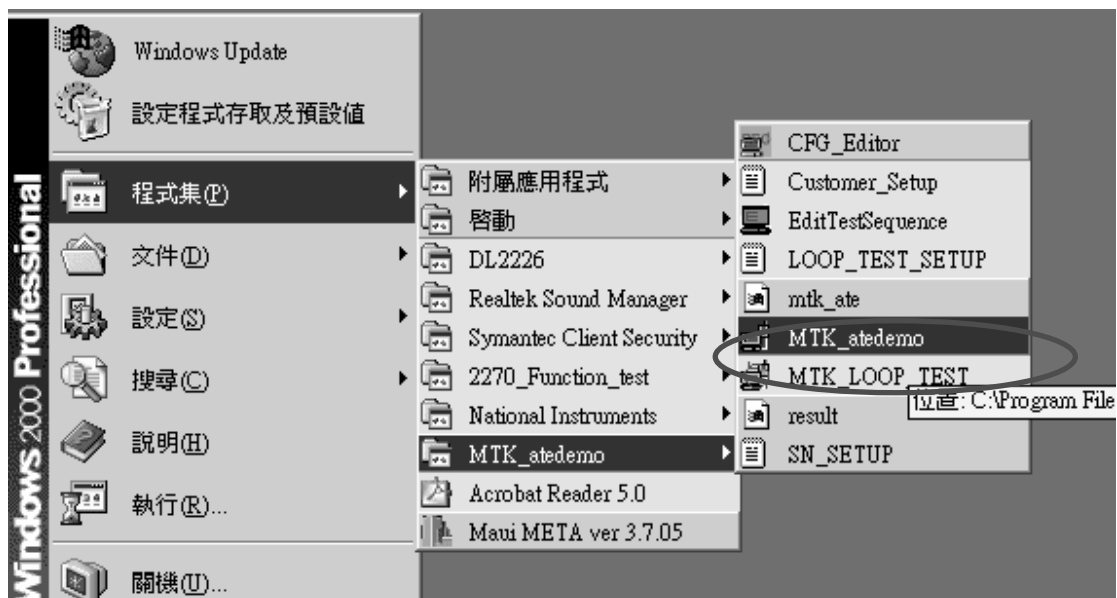 Windows 2000 Professional
Windows Update
設定程式存取及預設值
程式集(P)
文件(D)
設定(S)
搜尋(C)
說明(H)
執行(R)...
關機(U)...
附屬應用程式
啓動
DL2226
Realtek Sound Manager
Symantec Client Security
2270_Function_test
National Instruments
MTK_atedemo
Acrobat Reader 5.0
Maui META ver 3.7.05
CFG_Editor
Customer_Setup
EditTestSequence
LOOP_TEST_SETUP
mtk_ate
MTK_atedemo
MTK_LOOP_TEST
位置: C:\Program File
result
SN_SETUP